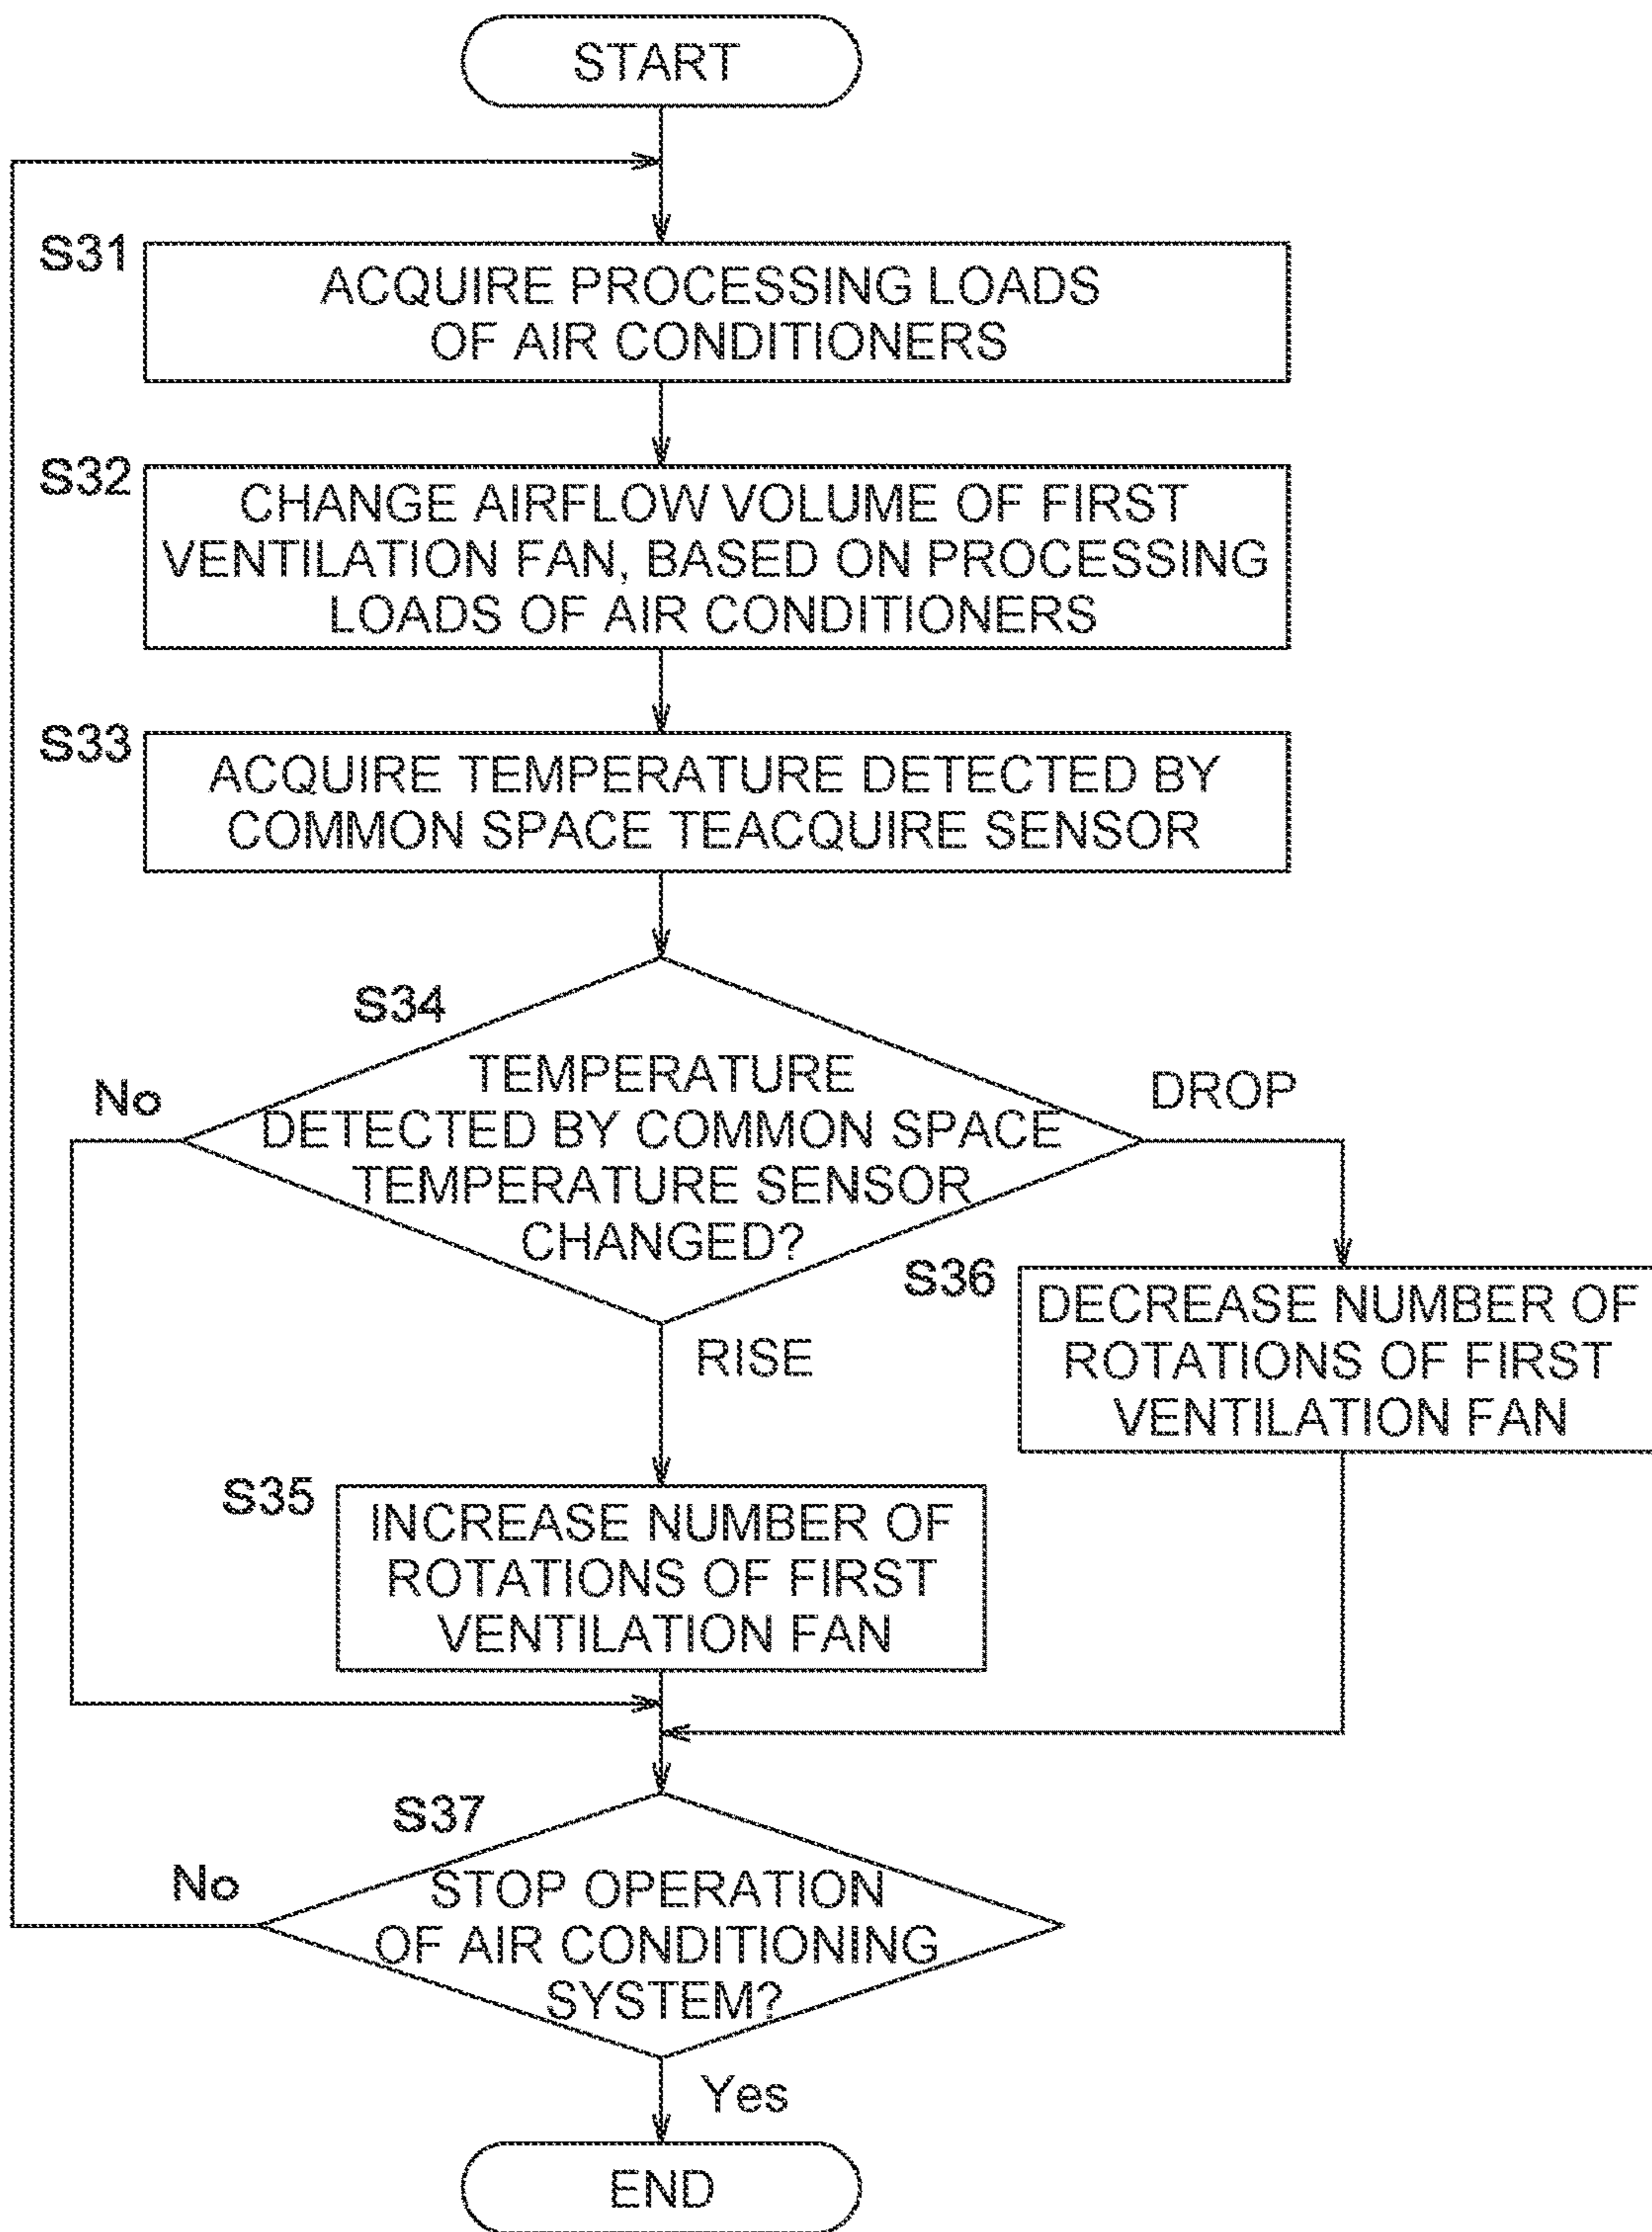 START
S31
ACQUIRE PROCESSING LOADS
OF AIR CONDITIONERS
S32
CHANGE AIRFLOW VOLUME OF FIRST
VENTILATION FAN, BASED ON PROCESSING
LOADS OF AIR CONDITIONERS
S33
ACQUIRE TEMPERATURE DETECTED BY
COMMON SPACE TEACQUIRE SENSOR
S34
TEMPERATURE
DETECTED BY COMMON SPACE
TEMPERATURE SENSOR
CHANGED?
No
DROP
RISE
S36
DECREASE NUMBER OF
ROTATIONS OF FIRST
VENTILATION FAN
S35
INCREASE NUMBER OF
ROTATIONS OF FIRST
VENTILATION FAN
S37
No
STOP OPERATION
OF AIR CONDITIONING
SYSTEM?
Yes
END